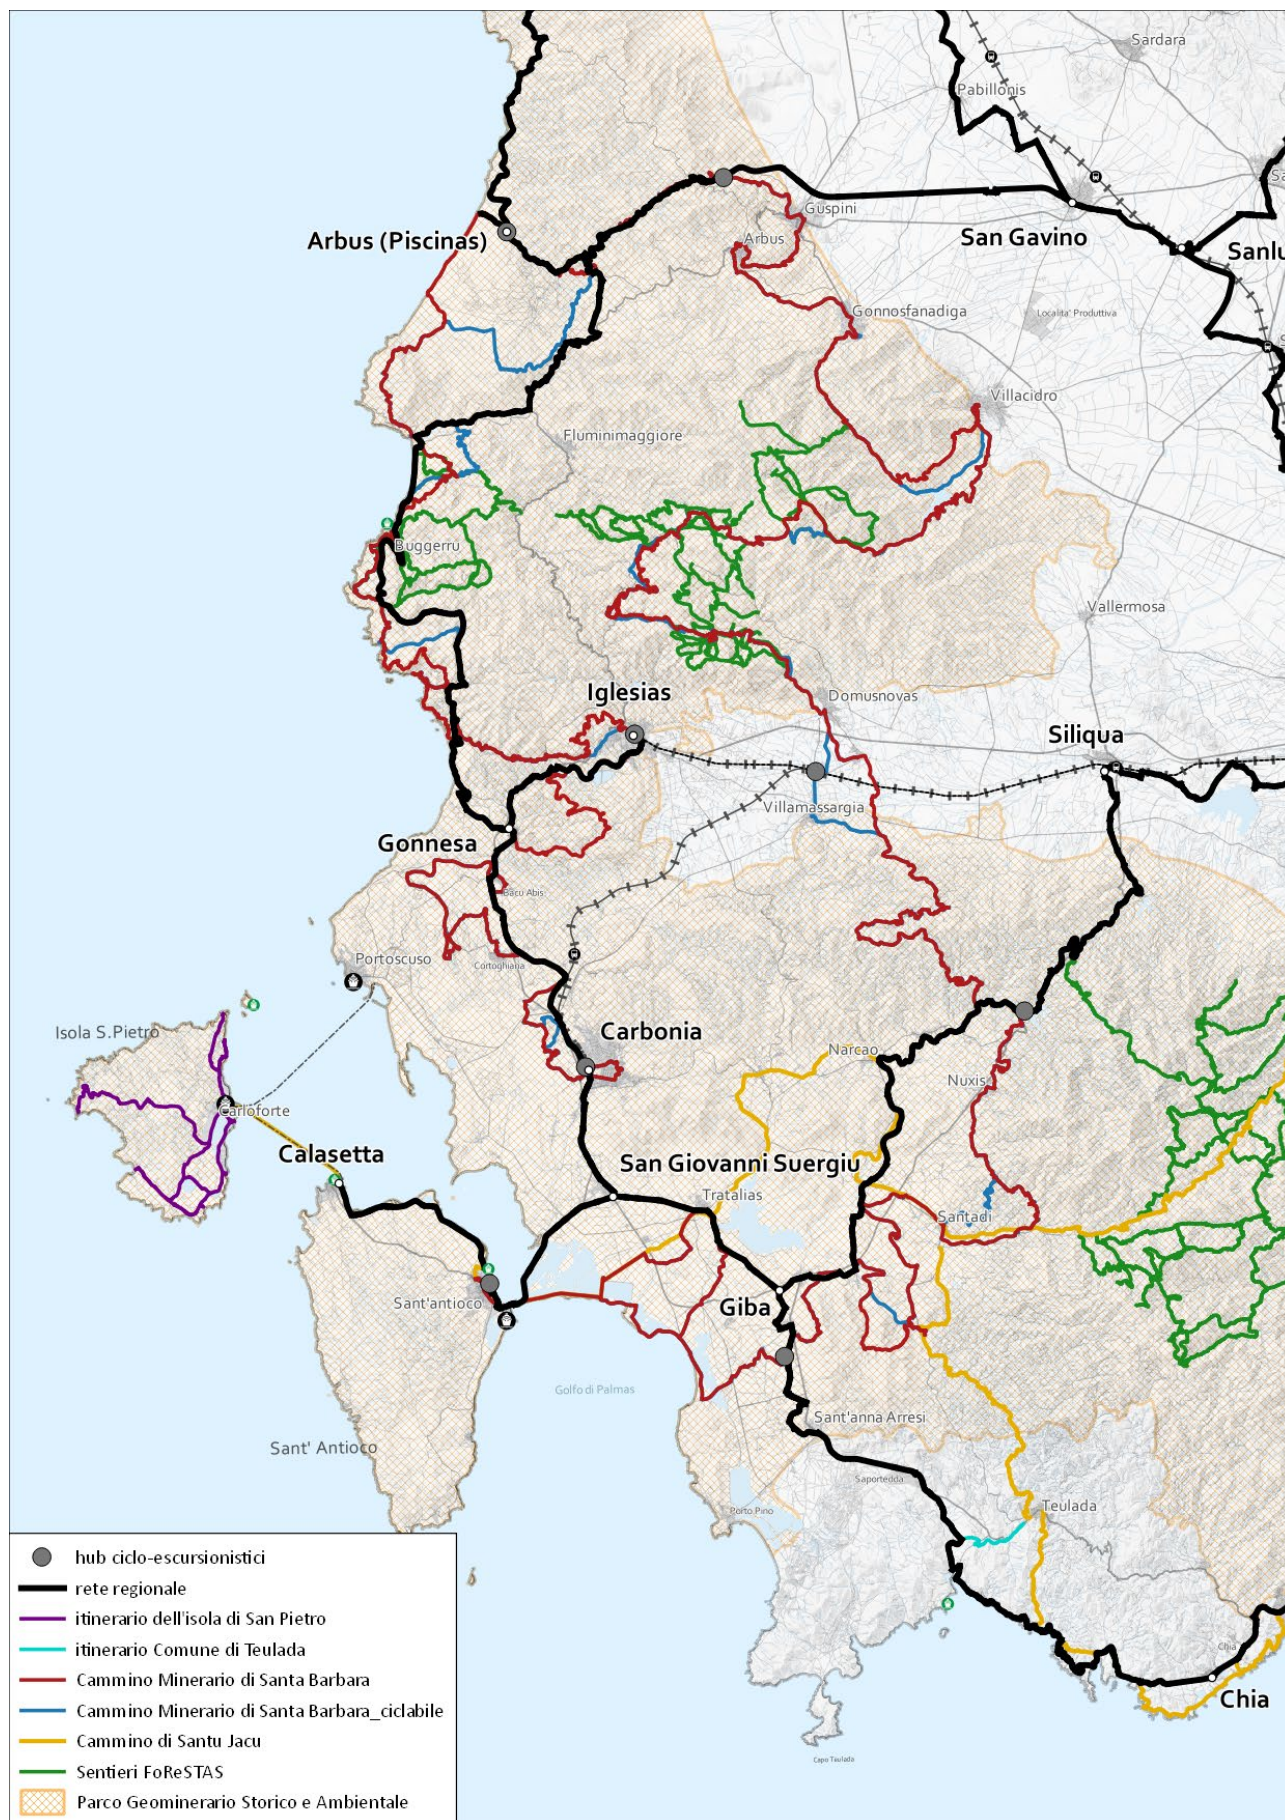 Sardara
Pabillonis
Guspini
Arbus (Piscinas)
Arbus
San Gavino
Sanlu
Gonnosfanadiga
Localita' Produttiva
Villacidro
Fluminimaggiore
Buggerru
Vallermosa
Iglesias
Domusnovas
Siliqua
Villamassargia
Gonnesa
Bacu Abis
Portoscuso
Cortoghiana
Isola S.Pietro
Carbonia
Narcao
Nuxis
Carloforte
Calasetta
San Giovanni Suergiu
Tratalias
Santadi
Sant'antioco
Giba
Golfo di Palmas
Sant'anna Arresi
Sant' Antioco
Saportedda
Porto Pino
Teulada
Chia
Chia
Capo Taulada
hub ciclo-escursionistici
rete regionale
itinerario dell'isola di San Pietro
itinerario Comune di Teulada
Cammino Minerario di Santa Barbara
Cammino Minerario di Santa Barbara_ciclabile
Cammino di Santu Jacu
Sentieri FoReSTAS
Parco Geominerario Storico e Ambientale